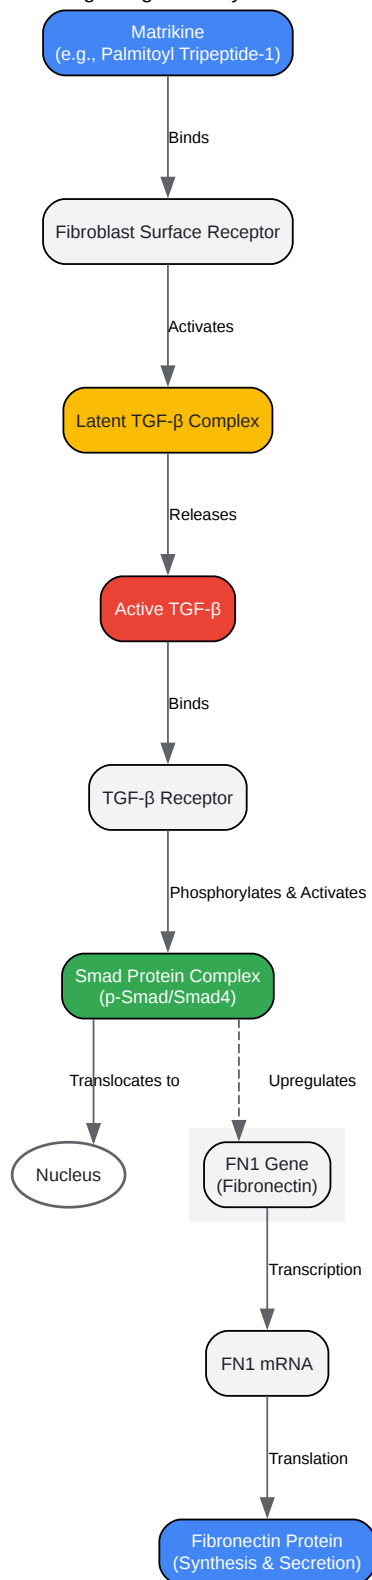 Matrikine
(e.g., Palmitoyl Tripeptide-1)
Binds
Fibroblast Surface Receptor
Activates
Latent TGF-β Complex
Releases
Active TGF-β
Binds
TGF-β Receptor
Phosphorylates & Activates
Smad Protein Complex
(p-Smad/Smad4)
Translocates to
Upregulates
Nucleus
FN1 Gene
(Fibronectin)
Transcription
FN1 mRNA
Translation
Fibronectin Protein
(Synthesis & Secretion)